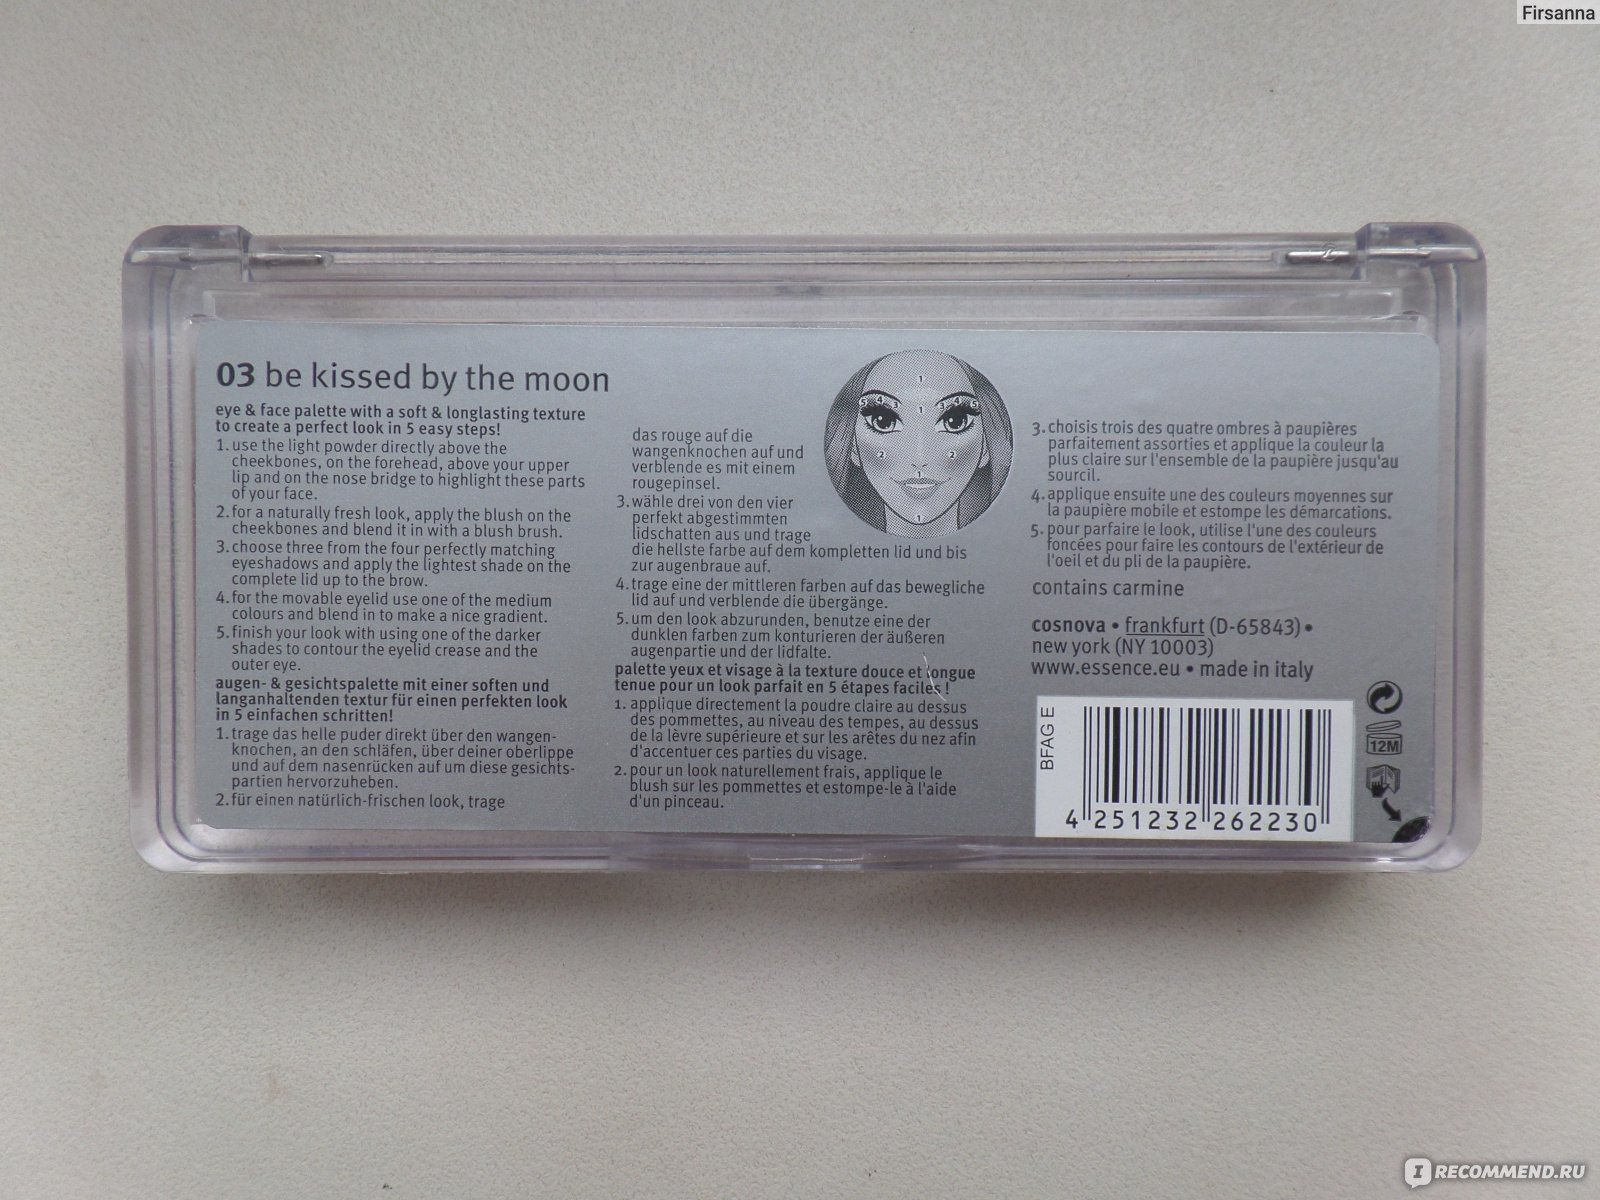 Firsanna
03 be kissed by the moon
eye & face palette with a soft & longlasting texture
to create a perfect look in 5 easy steps!
1. use the light powder directly above the
cheekbones, on the forehead, above your upper
lip and on the nose bridge to highlight these parts
of your face.
2. for a naturally fresh look, apply the blush on the
cheekbones and blend it in with a blush brush.
3. choose three from the four perfectly matching
eyeshadows and apply the lightest shade on the
complete lid up to the brow.
4. for the movable eyelid use one of the medium
colours and blend in to make a nice gradient.
5. finish your look with using one of the darker
shades to contour the eyelid crease and the
outer eye.
augen- & gesichtspalette mit einer soften und
langanhaltenden textur für einen perfekten look
in 5 einfachen schritten!
1. trage das helle puder direkt über den wangen-
knochen, an den schläfen, über deiner oberlippe
und auf dem nasenrücken auf um diese gesichts-
partien hervorzuheben.
2. für einen natürlich-frischen look, trage
das rouge auf die
wangenknochen auf und
verblende es mit einem
rougepinsel.
3. wähle drei von den vier
perfekt abgestimmten
lidschatten aus und trage
die hellste farbe auf dem kompletten lid und bis
zur augenbraue auf.
4. trage eine der mittleren farben auf das bewegliche
lid auf und verblende die übergänge.
5. um den look abzurunden, benutze eine der
dunklen farben zum konturieren der äußeren
augenpartie und der lidfalte.
palette yeux et visage à la texture douce et longue
tenue pour un look parfait en 5 étapes faciles !
1. applique directement la poudre claire au dessus
des pommettes, au niveau des tempes, au dessus
de la lèvre supérieure et sur les arêtes du nez afin
d'accentuer ces parties du visage.
2. pour un look naturellement frais, applique le
blush sur les pommettes et estompe-le à l'aide
d'un pinceau.
1
5 4 3 1 3 4 5
2 2
1
1
3. choisis trois des quatre ombres à paupières
parfaitement assorties et applique la couleur la
plus claire sur l'ensemble de la paupière jusqu'au
sourcil.
4. applique ensuite une des couleurs moyennes sur
la paupière mobile et estompe les démarcations.
5. pour parfaire le look, utilise l'une des couleurs
foncées pour faire les contours de l'extérieur de
l'oeil et du pli de la paupière.
contains carmine
cosnova • frankfurt (D-65843) •
new york (NY 10003)
www.essence.eu • made in italy
BFAG E
4 251232 262230
12M
IRECOMMEND.RU